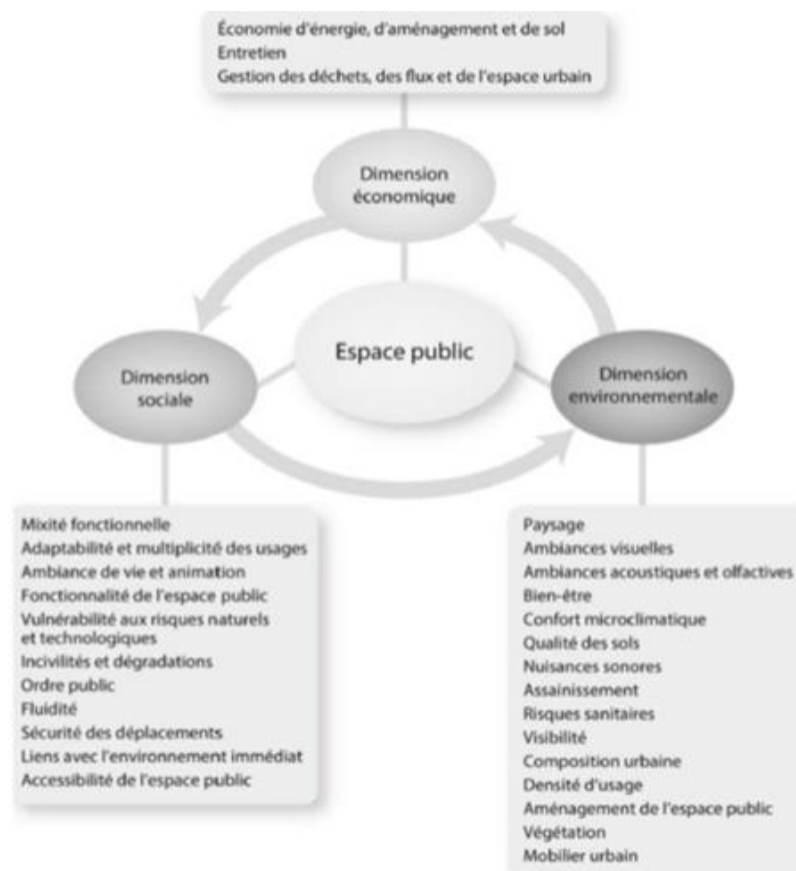 Économie d'énergie, d'aménagement et de sol
Entretien
Gestion des déchets, des flux et de l'espace urbain
Dimension
économique
Espace public
Dimension
sociale
Dimension
environnementale
Mixité fonctionnelle
Adaptabilité et multiplicité des usages
Ambiance de vie et animation
Fonctionnalité de l'espace public
Vulnérabilité aux risques naturels
et technologiques
Incivilités et dégradations
Ordre public
Fluidité
Sécurité des déplacements
Liens avec l'environnement immédiat
Accessibilité de l'espace public
Paysage
Ambiances visuelles
Ambiances acoustiques et olfactives
Bien-être
Confort microclimatique
Qualité des sols
Nuisances sonores
Assainissement
Risques sanitaires
Visibilité
Composition urbaine
Densité d'usage
Aménagement de l'espace public
Végétation
Mobilier urbain